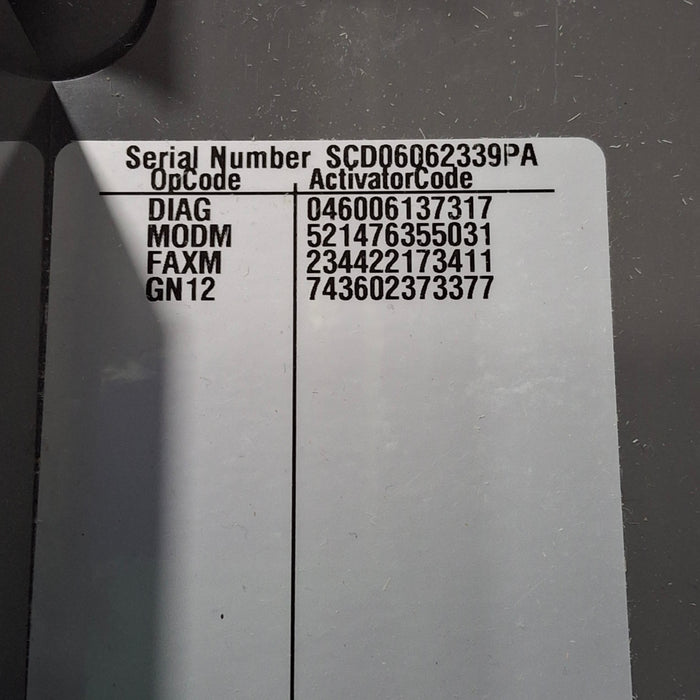 Serial Number SCD06062339PA
OpCode ActivatorCode
DIAG 046006137317
MODM 521476355031
FAXM 234422173411
GN12 743602373377